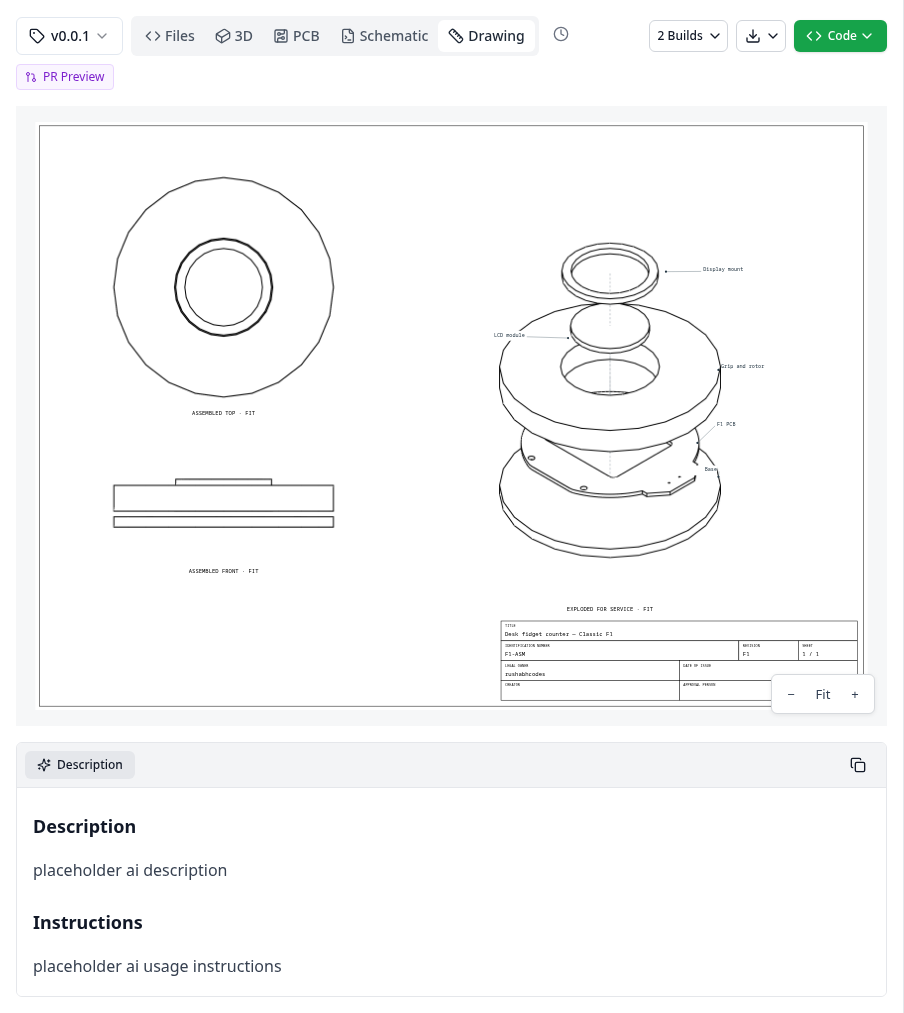 v0.0.1
Files
3D
PCB
Schematic
Drawing
2 Builds
Code
PR Preview
Display mount
LCD module
Grip and rotor
F1 PCB
Base
ASSEMBLED TOP - FIT
ASSEMBLED FRONT - FIT
EXPLODED FOR SERVICE - FIT
TITLE
Desk fidget counter — Classic F1
IDENTIFICATION NUMBER
REVISION
SHEET
F1-ASM
F1
1 / 1
LEGAL OWNER
DATE OF ISSUE
rushabhcodes
CREATOR
APPROVAL PERSON
− Fit +
Description
Description
placeholder ai description
Instructions
placeholder ai usage instructions